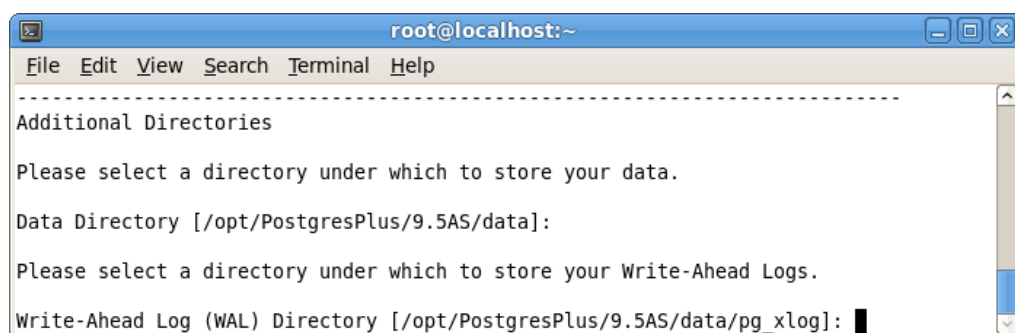 root@localhost:~
File Edit View Search Terminal Help
----------------------------------------------------------------------------
Additional Directories
Please select a directory under which to store your data.
Data Directory [/opt/PostgresPlus/9.5AS/data]:
Please select a directory under which to store your Write-Ahead Logs.
Write-Ahead Log (WAL) Directory [/opt/PostgresPlus/9.5AS/data/pg_xlog]: